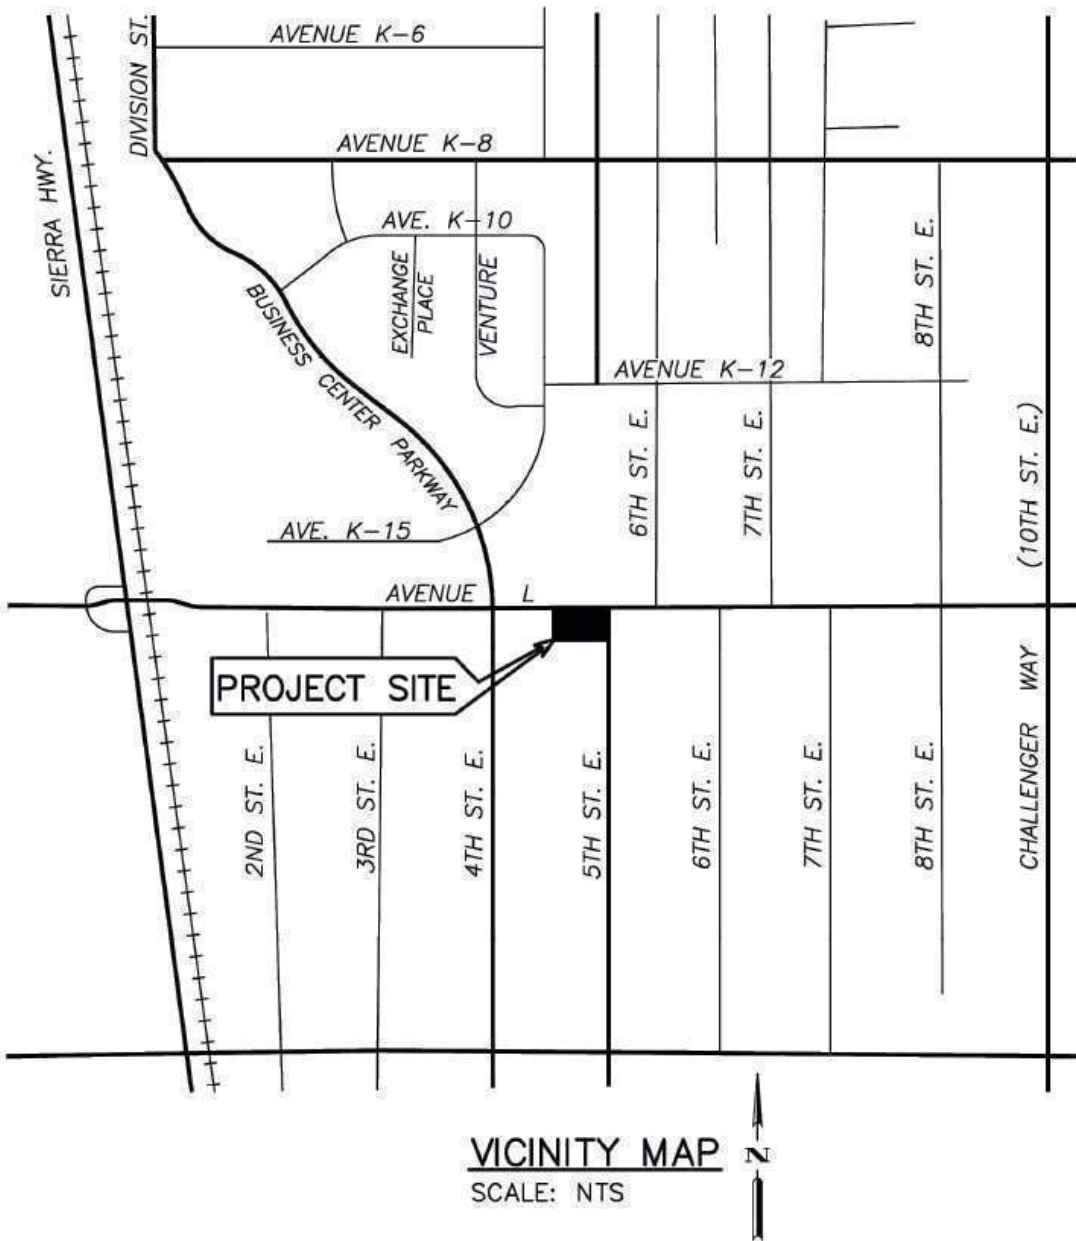 DIVISION ST.
AVENUE K-6
AVENUE K-8
SIERRA HWY.
AVE. K-10
EXCHANGE
PLACE
VENTURE
8TH ST. E.
BUSINESS CENTER PARKWAY
AVENUE K-12
6TH ST. E.
7TH ST. E.
(10TH ST. E.)
AVE. K-15
AVENUE L
PROJECT SITE
2ND ST. E.
3RD ST. E.
4TH ST. E.
5TH ST. E.
6TH ST. E.
7TH ST. E.
8TH ST. E.
CHALLENGER WAY
VICINITY MAP
N
SCALE: NTS